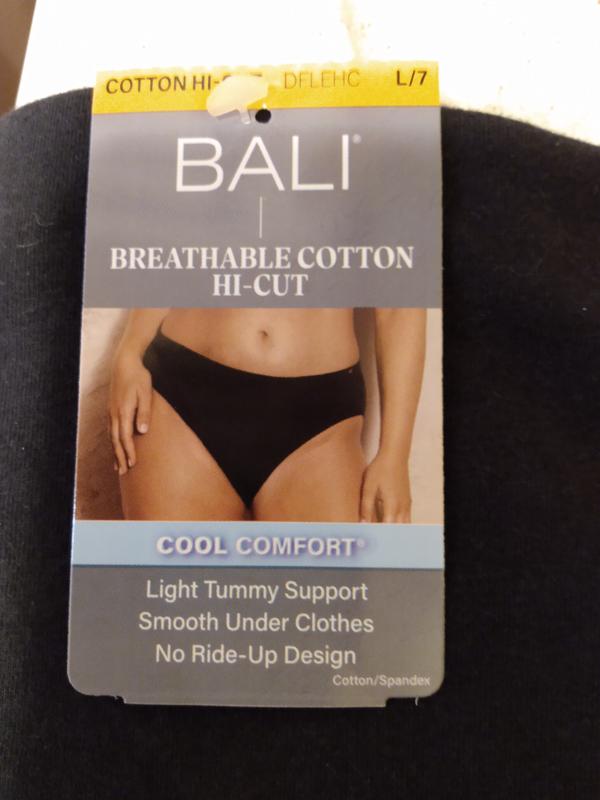 COTTON HI- DFLEHC L/7
BALI®
BREATHABLE COTTON
HI-CUT
COOL COMFORT®
Light Tummy Support
Smooth Under Clothes
No Ride-Up Design
Cotton/Spandex